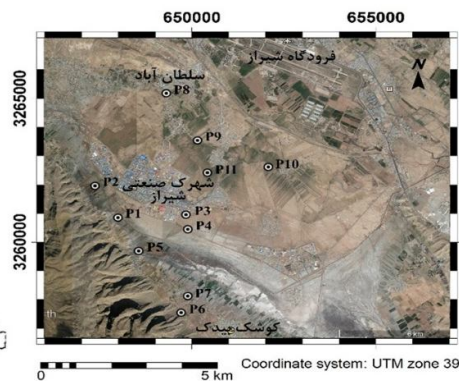 650000 655000
فرودگاه شیراز
N
سلطان آباد
3265000
P8
P9
P11 P10
P2 شهرک صنعتی
شیراز
P1 P3
P4
3260000
P5
P7
P6
کوشک بیدک
0 5 km
Coordinate system: UTM zone 39